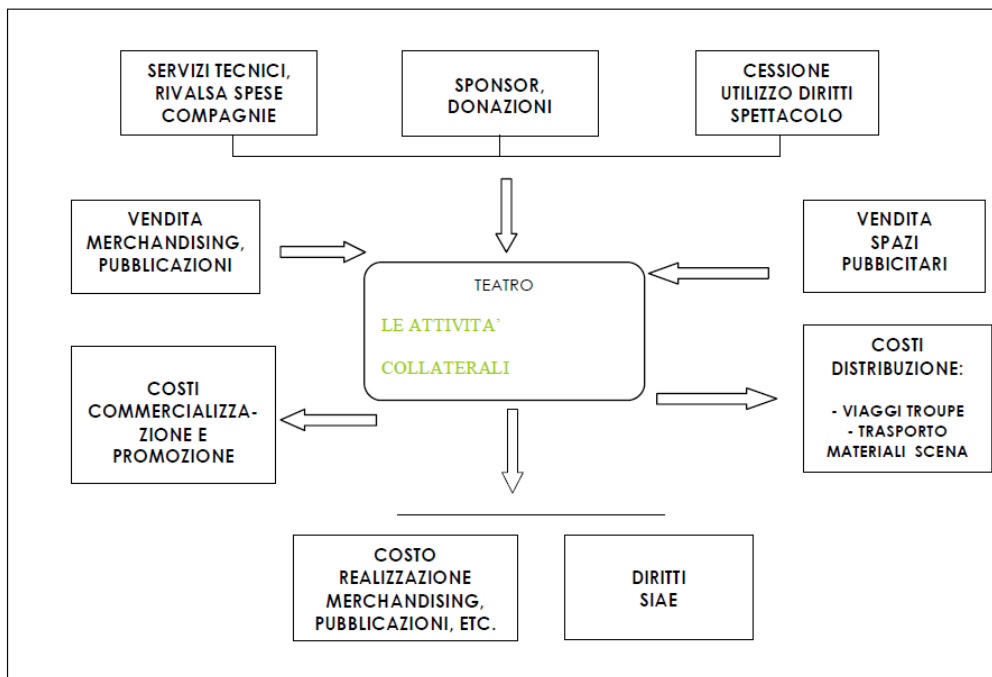 SERVIZI TECNICI,
RIVALSA SPESE
COMPAGNIE
SPONSOR,
DONAZIONI
CESSIONE
UTILIZZO DIRITTI
SPETTACOLO
VENDITA
MERCHANDISING,
PUBBLICAZIONI
VENDITA
SPAZI
PUBBICITARI
TEATRO
LE ATTIVITA`
COLLATERALI
COSTI
COMMERCIALIZZA-
ZIONE E
PROMOZIONE
COSTI
DISTRIBUZIONE:
- VIAGGI TROUPE
- TRASPORTO
MATERIALI SCENA
COSTO
REALIZZAZIONE
MERCHANDISING,
PUBBLICAZIONI, ETC.
DIRITTI
SIAE